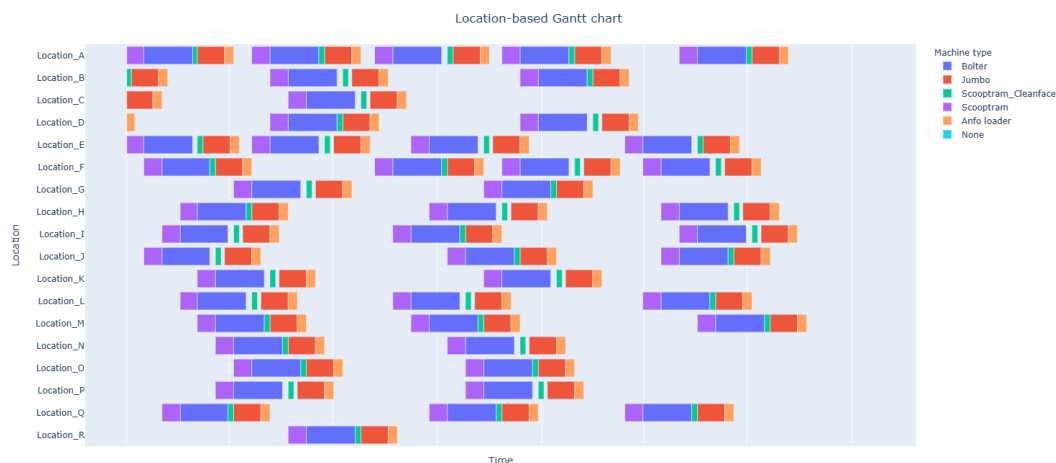 Location-based Gantt chart
Machine type
Bolter
Jumbo
Scooptram_Cleanface
Scooptram
Anfo loader
None
Location
Location_A
Location_B
Location_C
Location_D
Location_E
Location_F
Location_G
Location_H
Location_I
Location_J
Location_K
Location_L
Location_M
Location_N
Location_O
Location_P
Location_Q
Location_R
Time